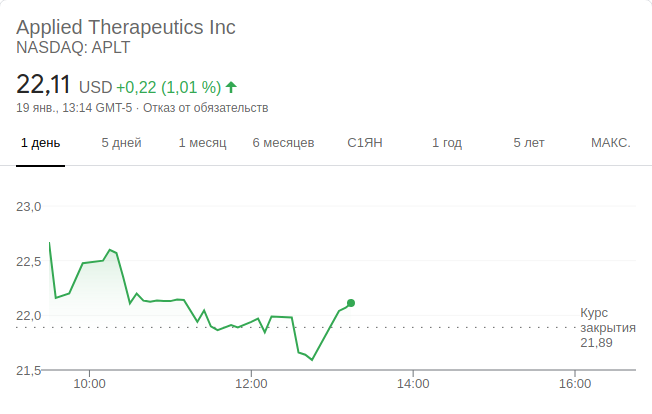 Applied Therapeutics Inc
NASDAQ: APLT
22,11 USD +0,22 (1,01 %)
19 янв., 13:14 GMT-5 · Отказ от обязательств
1 день 5 дней 1 месяц 6 месяцев С1ЯН 1 год 5 лет МАКС.
23,0
22,5
22,0
Курс
закрытия
21,89
21,5
10:00 12:00 14:00 16:00